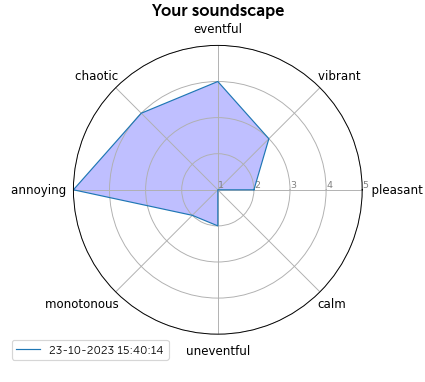 Your soundscape
eventful
chaotic
vibrant
annoying
1 2 3 4 5
pleasant
monotonous
calm
uneventful
23-10-2023 15:40:14